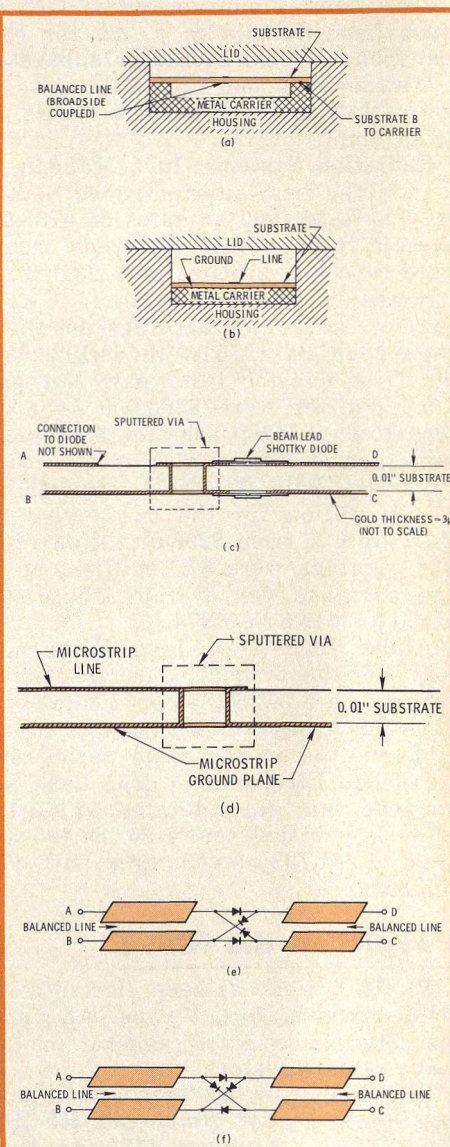 SUBSTRATE
LID
BALANCED LINE
(BROADSIDE
COUPLED)
METAL CARRIER
SUBSTRATE B
TO CARRIER
HOUSING
(a)
SUBSTRATE
LID
GROUND
LINE
METAL CARRIER
HOUSING
(b)
CONNECTION
TO DIODE
NOT SHOWN
SPUTTERED VIA
BEAM LEAD
SHOTTKY DIODE
A
D
0.01" SUBSTRATE
B
C
GOLD THICKNESS≈3μ
(NOT TO SCALE)
(c)
SPUTTERED VIA
MICROSTRIP
LINE
0.01" SUBSTRATE
MICROSTRIP
GROUND PLANE
(d)
A
D
BALANCED LINE
BALANCED LINE
B
C
(e)
A
D
BALANCED LINE
BALANCED LINE
B
C
(f)